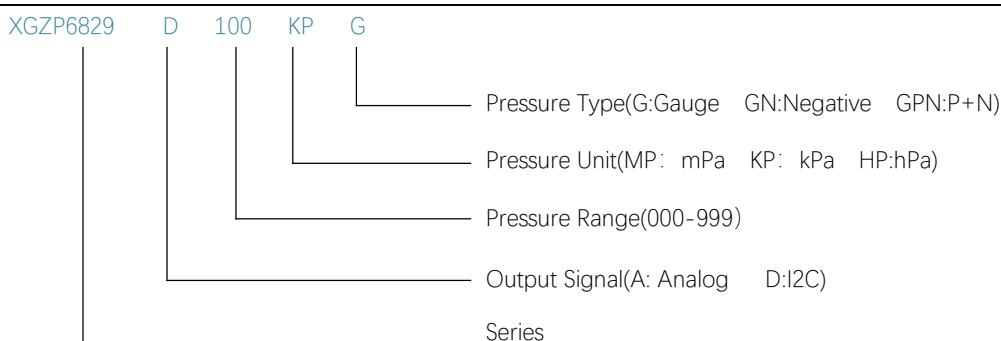 XGZP6829 D 100 KP G
Pressure Type(G:Gauge GN:Negative GPN:P+N)
Pressure Unit(MP：mPa KP：kPa HP:hPa)
Pressure Range(000-999）
Output Signal(A: Analog D:I2C)
Series